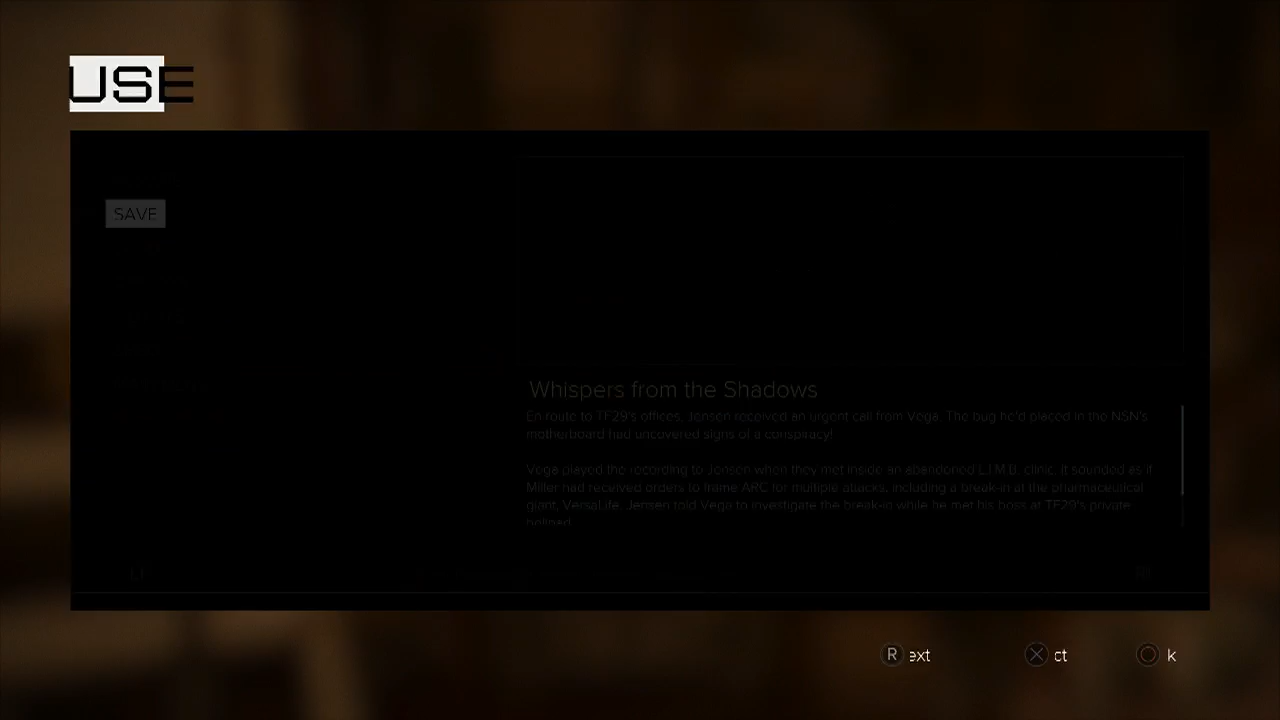 USE
SAVE
Whispers from the Shadows
En route to TF29's offices, Jensen received an urgent call from Vega. The bug he'd placed in the NSN's
motherboard had uncovered signs of a conspiracy!
Vega played the recording to Jensen when they met inside an abandoned L.I.M.B. clinic. It sounded as if
Miller had received orders to frame ARC for multiple attacks, including a break-in at the pharmaceutical
giant, VersaLife. Jensen told Vega to investigate the break-in while he met his boss at TF29's private
helipad.
R ext
ct
k